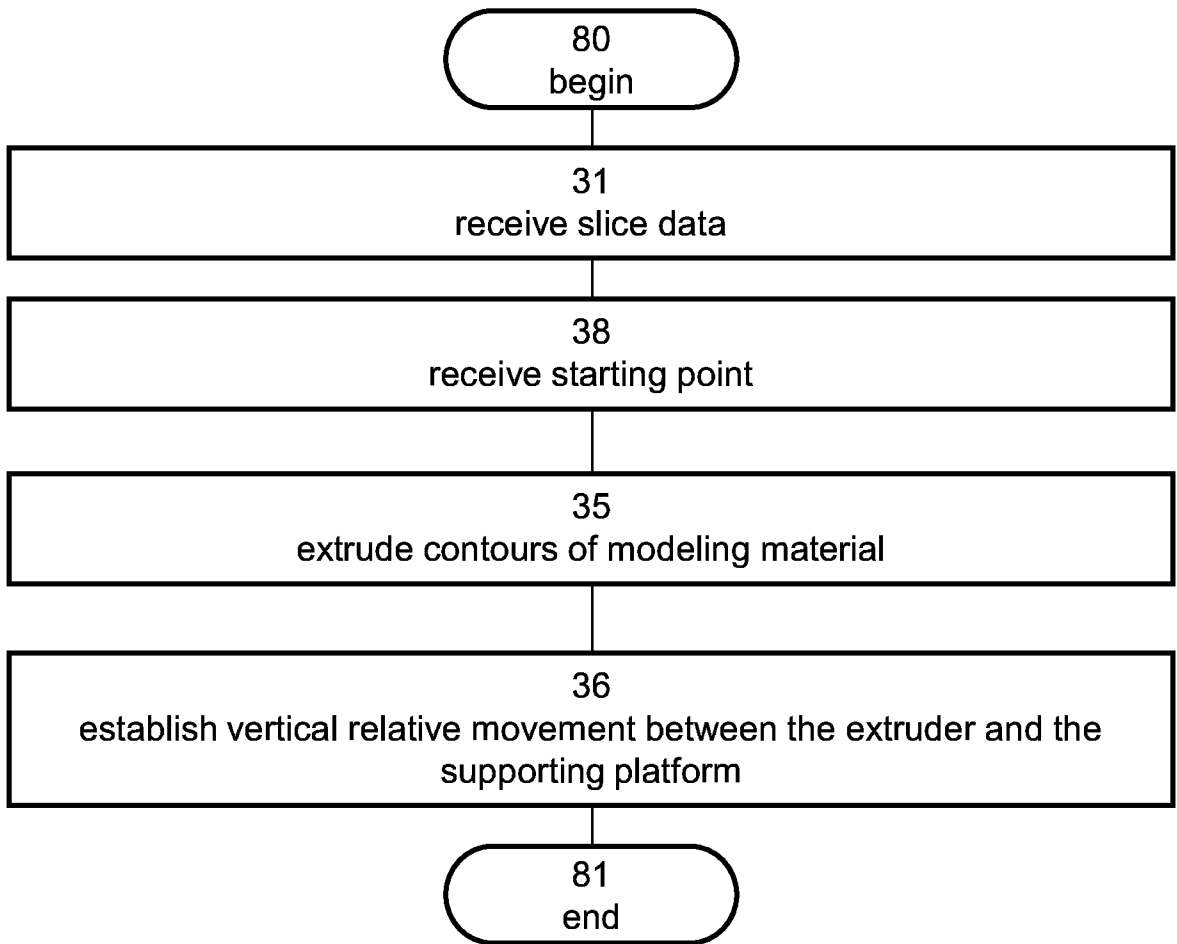 80
begin
31
receive slice data
38
receive starting point
35
extrude contours of modeling material
36
establish vertical relative movement between the extruder and the
supporting platform
81
end